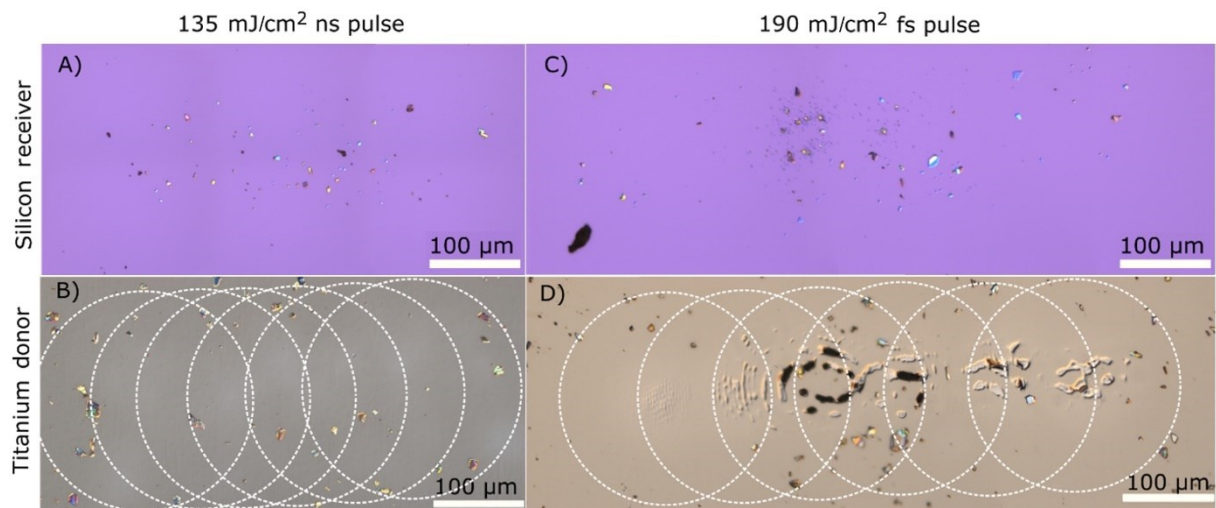 135 mJ/cm² ns pulse
190 mJ/cm² fs pulse
Silicon receiver
A)
100 µm
C)
100 µm
Titanium donor
B)
100 µm
D)
100 µm